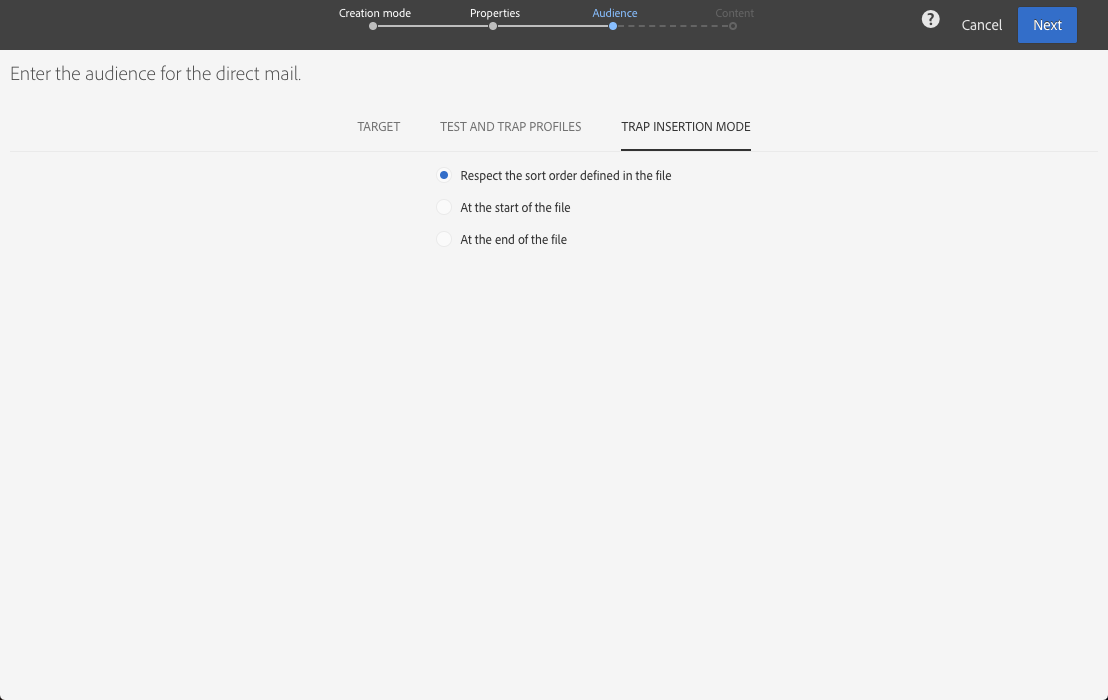 Creation mode Properties Audience Content
? Cancel Next
Enter the audience for the direct mail.
TARGET TEST AND TRAP PROFILES TRAP INSERTION MODE
Respect the sort order defined in the file
At the start of the file
At the end of the file